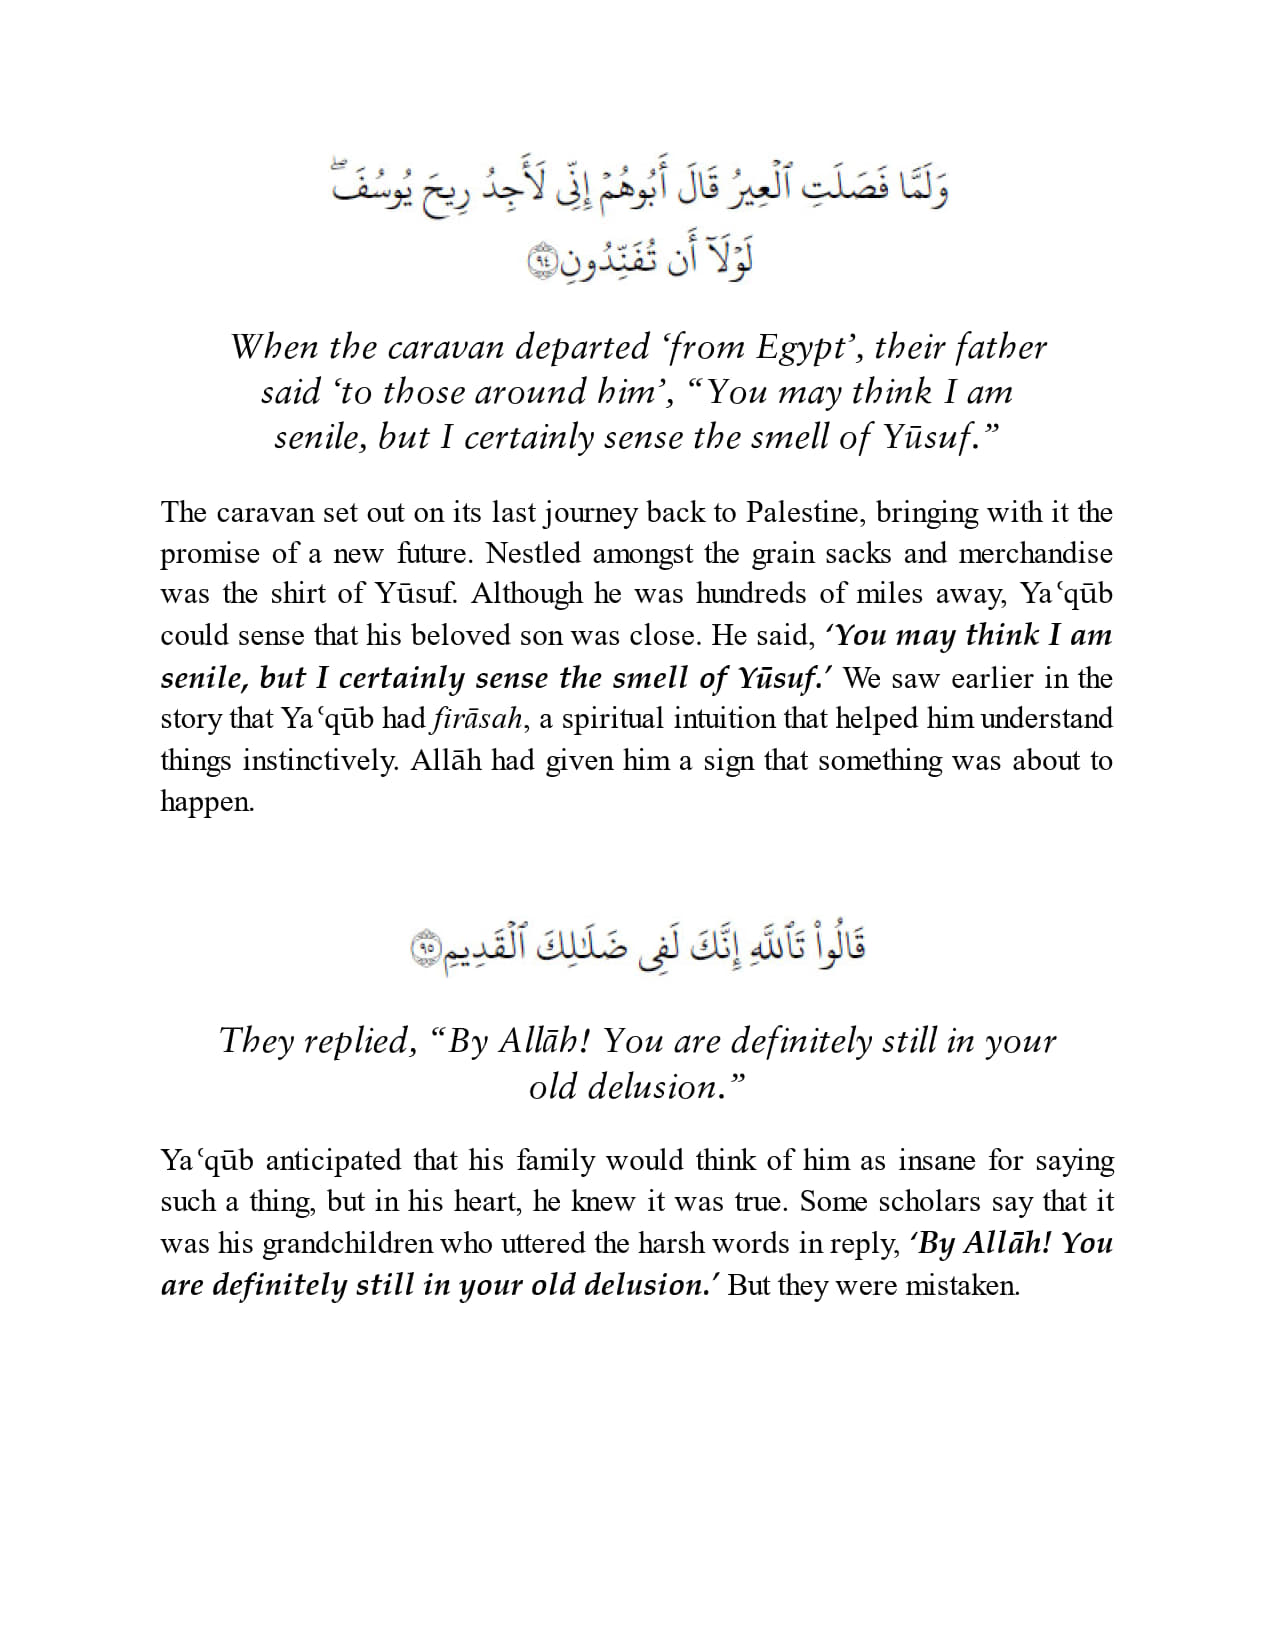 وَلَمَّا فَصَلَتِ ٱلْعِيرُ قَالَ أَبُوهُمْ إِنِّى لَأَجِدُ رِيحَ يُوسُفَ ۖ
لَوْلَآ أَن تُفَنِّدُونِ ۝٩٤
When the caravan departed ‘from Egypt’, their father
said ‘to those around him’, “You may think I am
senile, but I certainly sense the smell of Yūsuf.”
The caravan set out on its last journey back to Palestine, bringing with it the
promise of a new future. Nestled amongst the grain sacks and merchandise
was the shirt of Yūsuf. Although he was hundreds of miles away, Yaʿqūb
could sense that his beloved son was close. He said, ‘You may think I am
senile, but I certainly sense the smell of Yūsuf.’ We saw earlier in the
story that Yaʿqūb had firāsah, a spiritual intuition that helped him understand
things instinctively. Allāh had given him a sign that something was about to
happen.
قَالُوا۟ تَٱللَّهِ إِنَّكَ لَفِى ضَلَـٰلِكَ ٱلْقَدِيمِ ۝٩٥
They replied, “By Allāh! You are definitely still in your
old delusion.”
Yaʿqūb anticipated that his family would think of him as insane for saying
such a thing, but in his heart, he knew it was true. Some scholars say that it
was his grandchildren who uttered the harsh words in reply, ‘By Allāh! You
are definitely still in your old delusion.’ But they were mistaken.